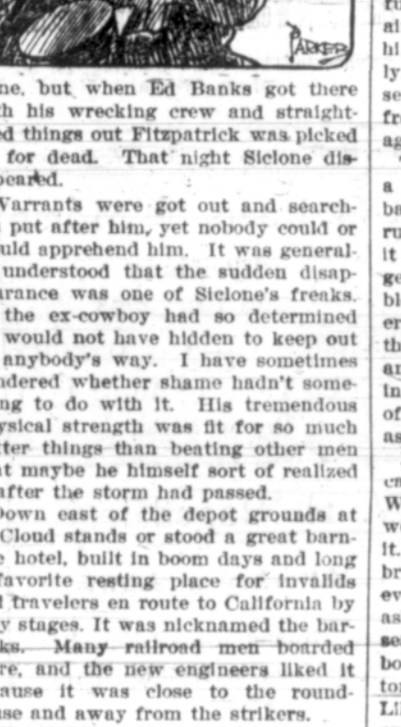 PARKER
ne, but when Ed Banks got there
h his wrecking crew and straight-
ed things out Fitzpatrick was picked
for dead. That night Siclone dis-
peared.
Warrants were got out and search-
put after him, yet nobody could or
uld apprehend him. It was general-
understood that the sudden disap-
arance was one of Siclone's freaks.
the ex-cowboy had so determined
would not have hidden to keep out
anybody's way. I have sometimes
ndered whether shame hadn't some-
ng to do with it. His tremendous
ysical strength was fit for so much
tter things than beating other men
t maybe he himself sort of realized
after the storm had passed.
Down east of the depot grounds at
Cloud stands or stood a great barn-
e hotel, built in boom days and long
favorite resting place for invalids
d travelers en route to California by
y stages. It was nicknamed the bar-
ks. Many railroad men boarded
re, and the new engineers liked it
ause it was close to the round-
use and away from the strikers.